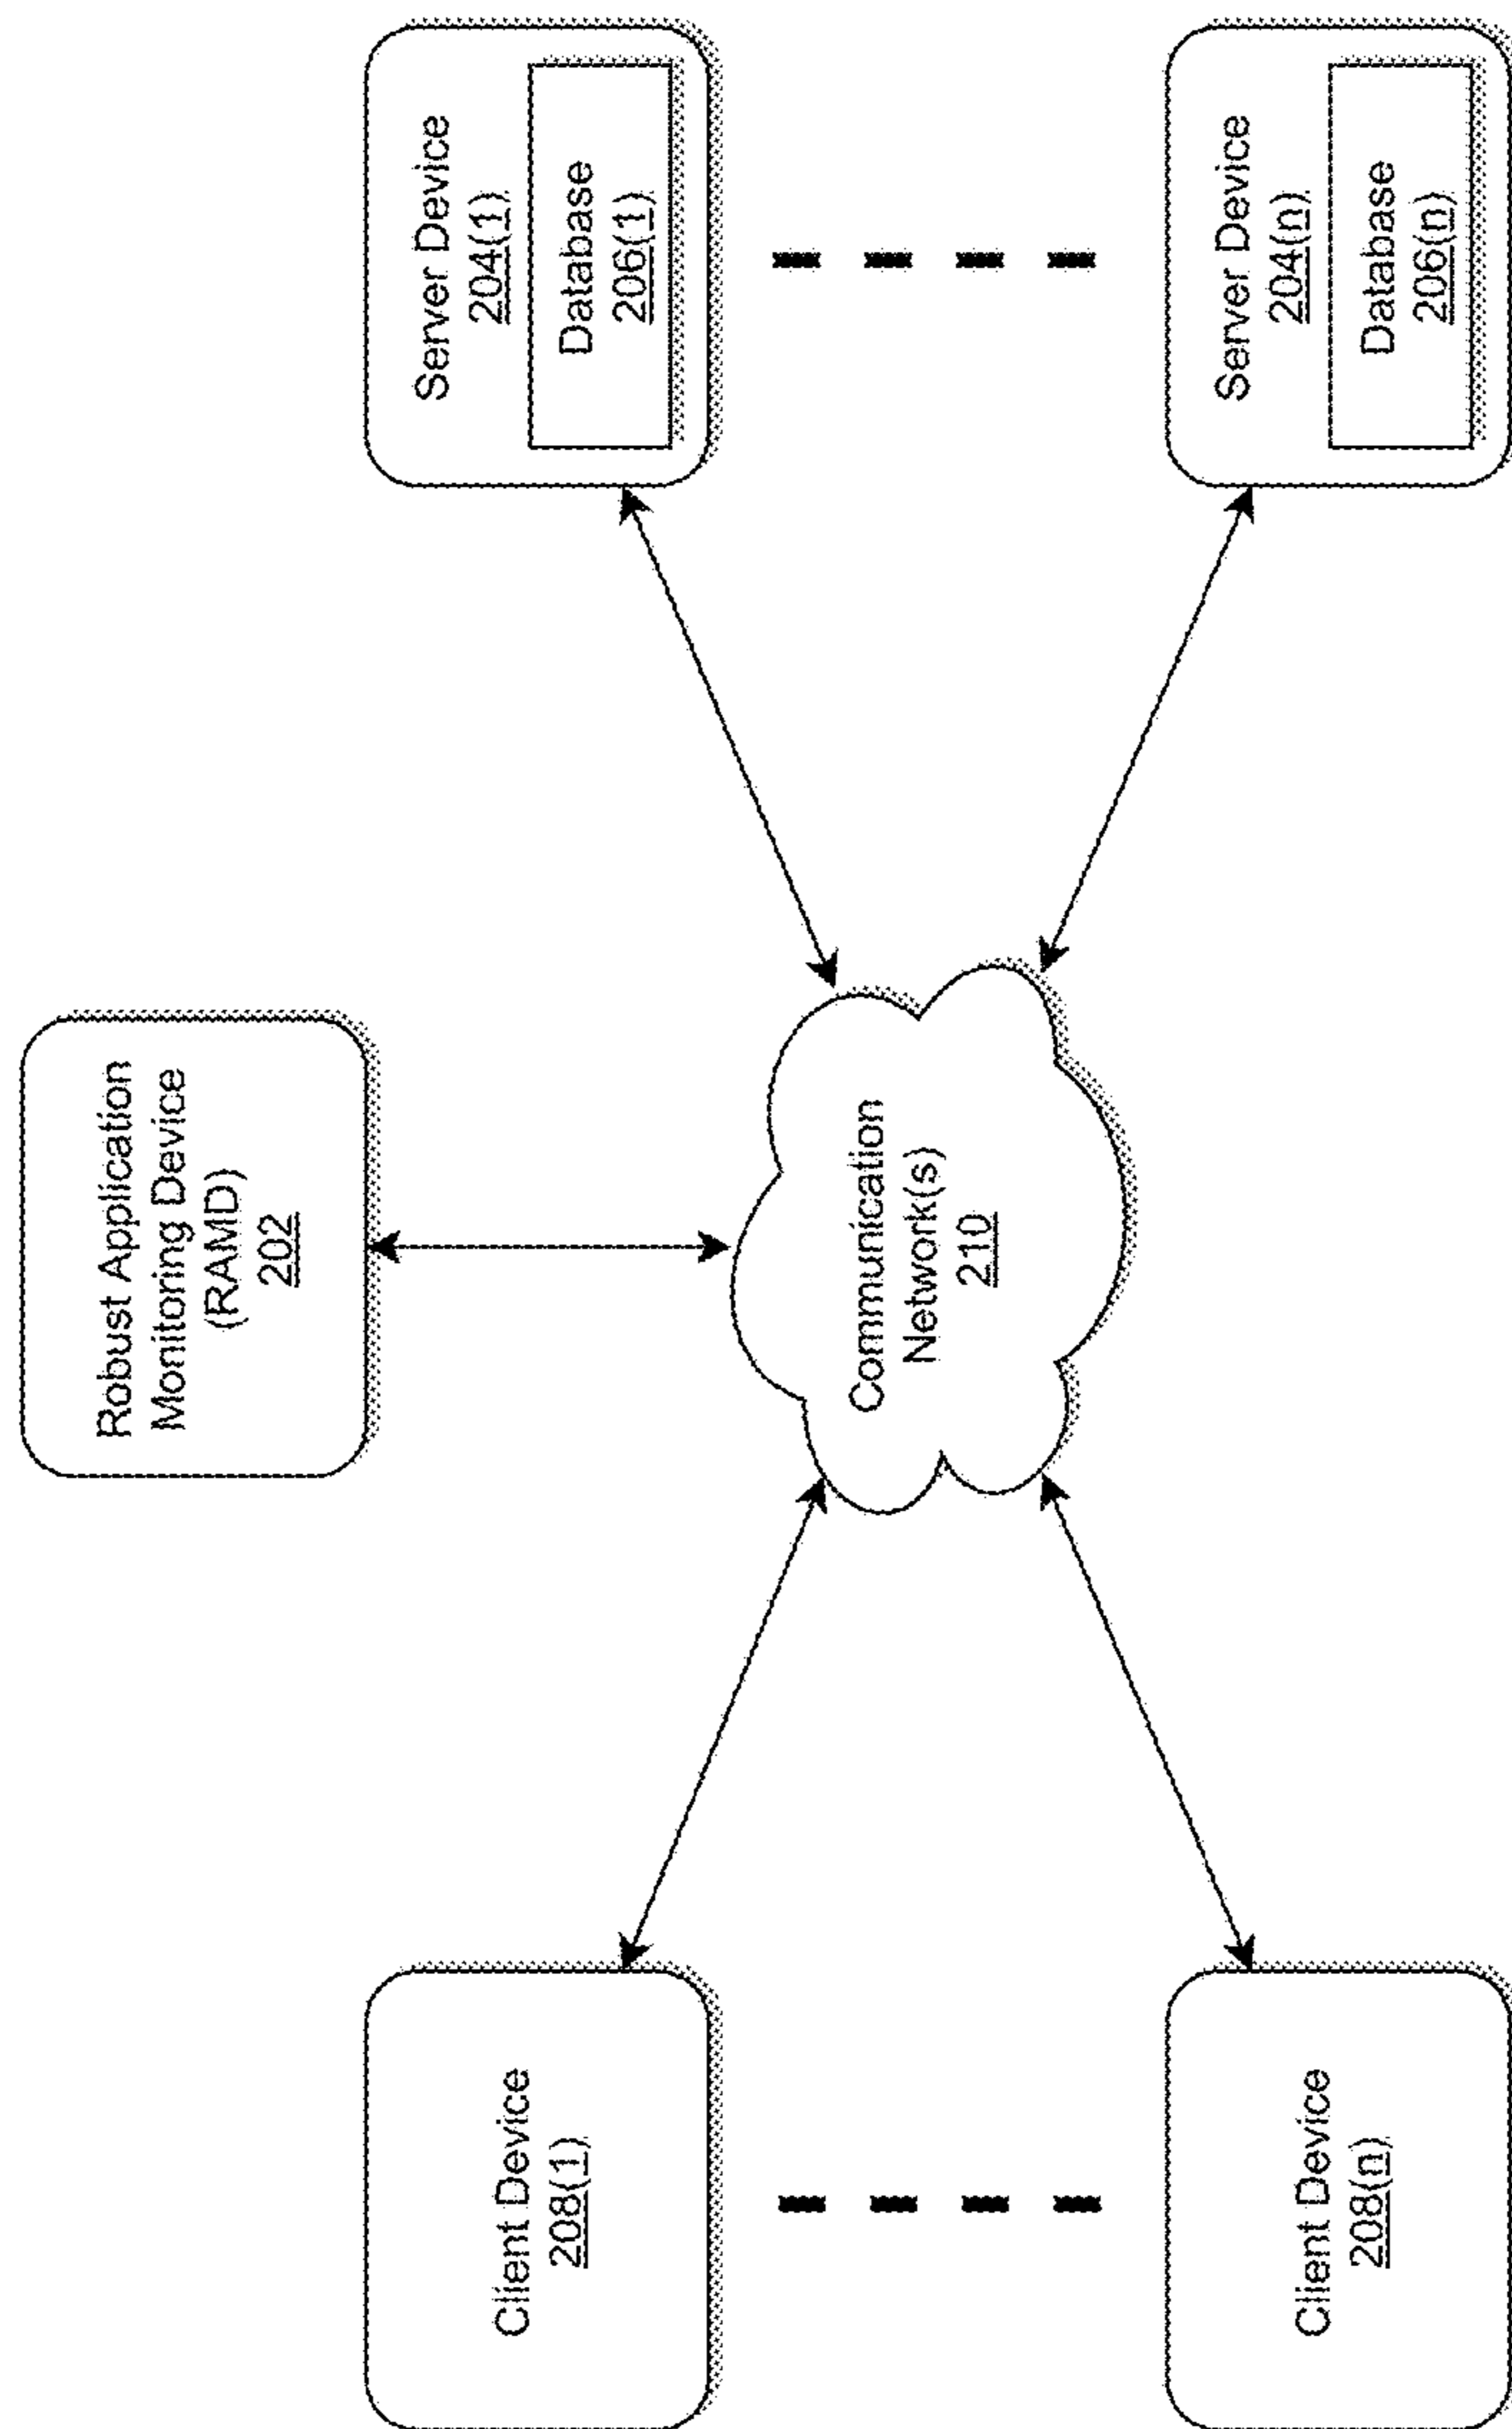 Robust Application
Monitoring Device
(RAMD)
202
Client Device
208(1)
Communication
Network(s)
210
Server Device
204(1)
Database
206(1)
Client Device
208(n)
Server Device
204(n)
Database
206(n)